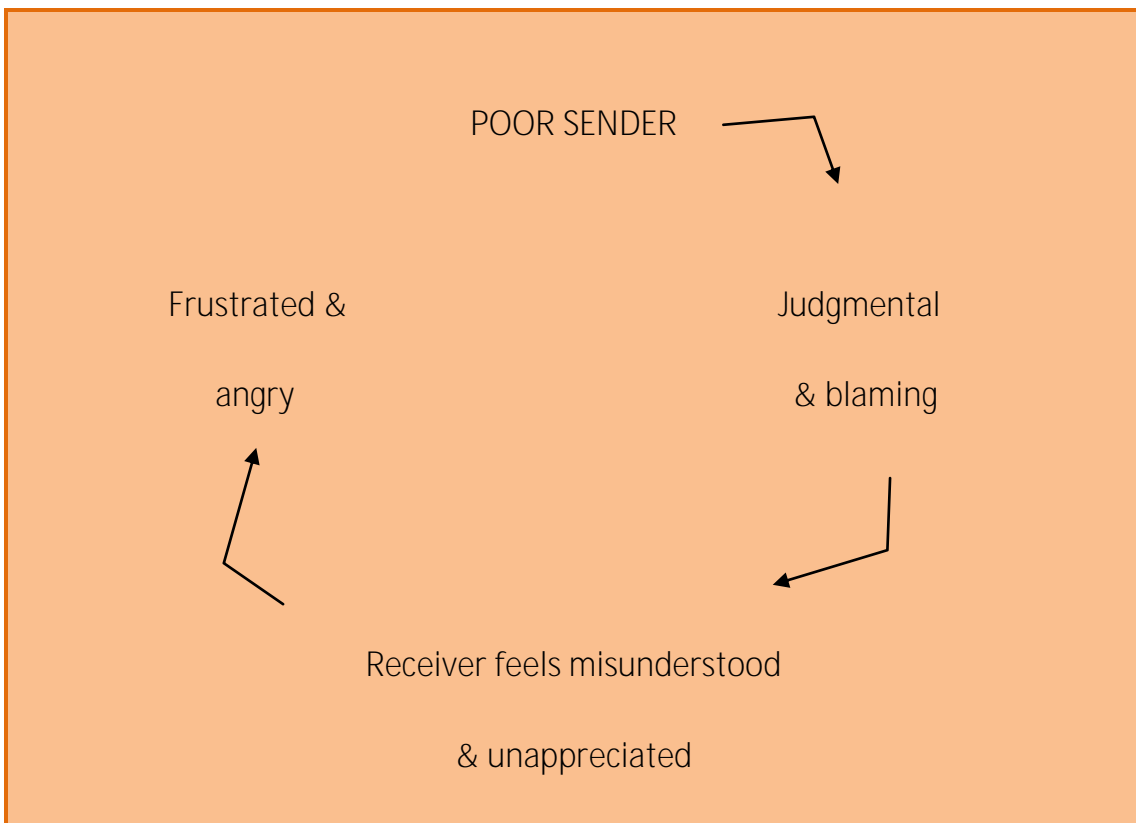 POOR SENDER
Frustrated &
Judgmental
angry
& blaming
Receiver feels misunderstood
& unappreciated